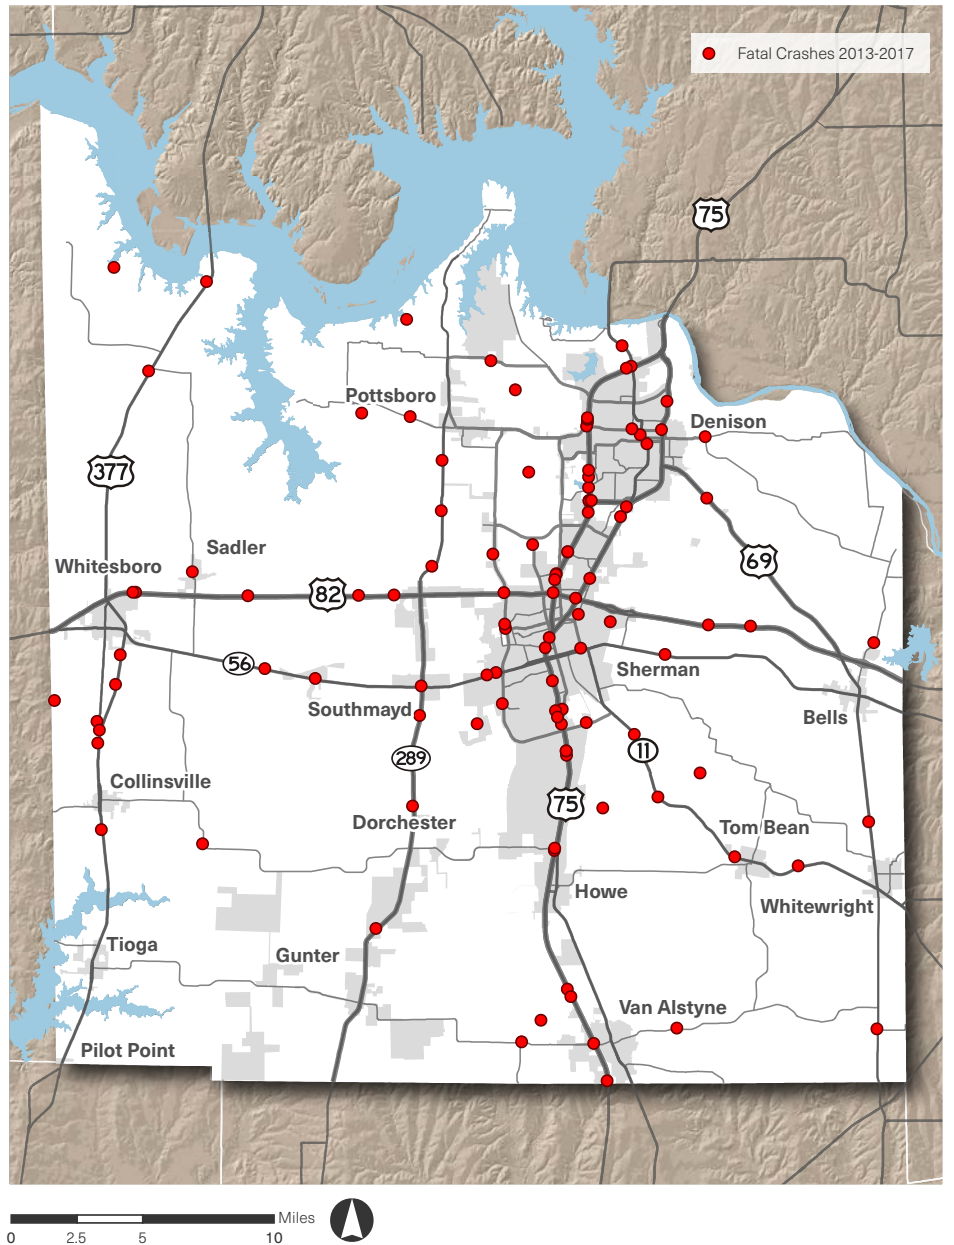 Fatal Crashes 2013-2017
75
Pottsboro
Denison
377
Sadler
Whitesboro
69
82
56
Sherman
Southmayd
Bells
289
11
Collinsville
75
Dorchester
Tom Bean
Howe
Whitewright
Tioga
Gunter
Van Alstyne
Pilot Point
Miles
0 2.5 5 10